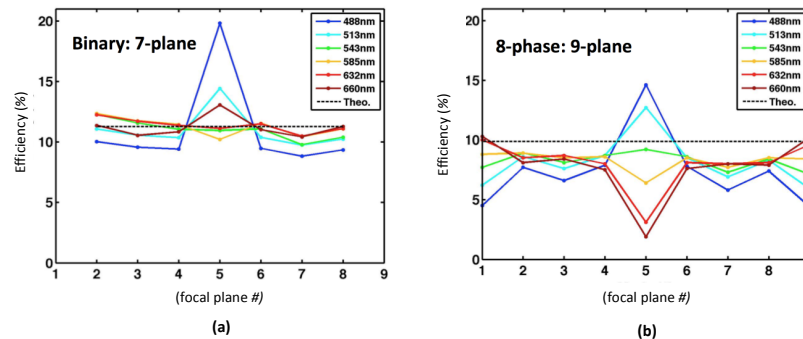 Binary: 7-plane
488nm
513nm
543nm
585nm
632nm
660nm
Theo.
Efficiency (%)
20
15
10
5
0
1 2 3 4 5 6 7 8 9
(focal plane #)
(a)
8-phase: 9-plane
488nm
513nm
543nm
585nm
632nm
660nm
Theo.
Efficiency (%)
20
15
10
5
0
1 2 3 4 5 6 7 8
(focal plane #)
(b)